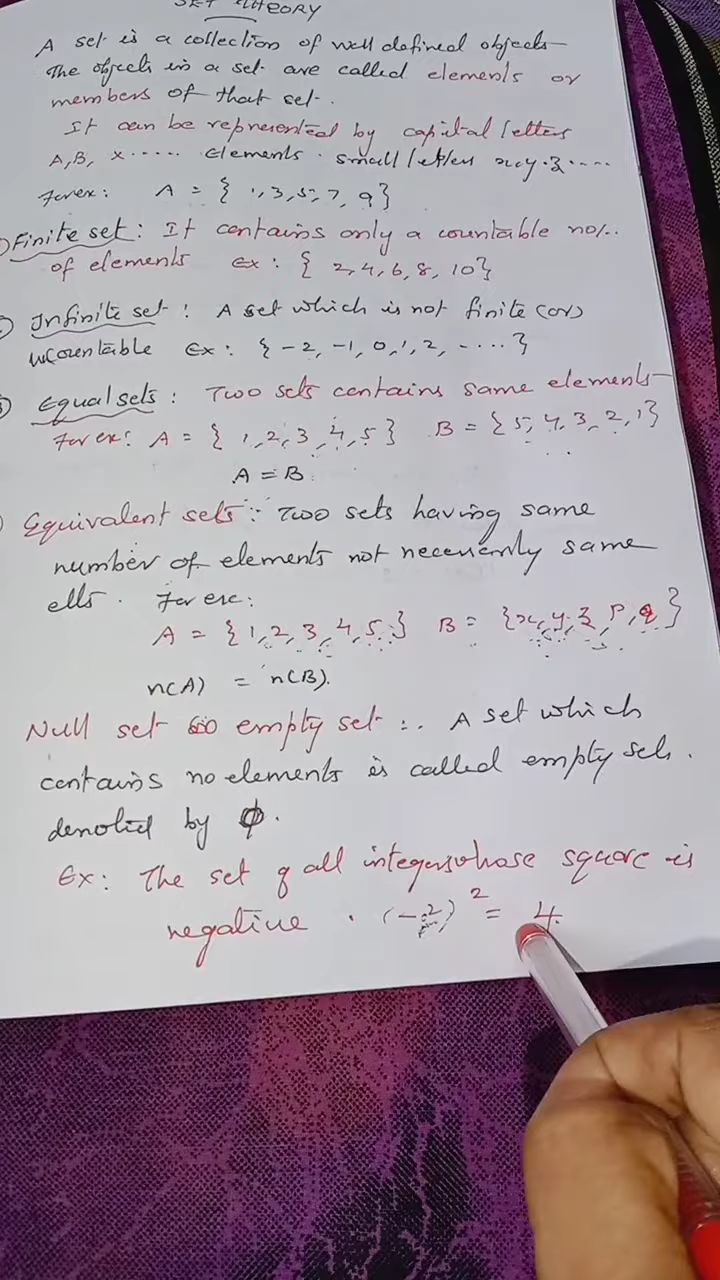 SET THEORY
A set is a collection of well defined objects
The objects in a set are called elements or
members of that set.
It can be represented by capital letters
A, B, X ..... Elements. small letters x, y, z ....
For ex: A = { 1, 3, 5, 7, 9}
Finite set: It contains only a countable no/..
of elements Ex: { 2, 4, 6, 8, 10}
Infinite set: A set which is not finite (or)
uncountable Ex: {-2, -1, 0, 1, 2, .....}
Equal sets: Two sets contains same elements
For ex: A = { 1, 2, 3, 4, 5} B = {5, 4, 3, 2, 1}
A = B
Equivalent sets: Two sets having same
number of elements not necessarily same
ells. For ex:
A = {1, 2, 3, 4, 5} B = {x, y, z, p, q}
n(A) = n(B).
Null set empty set :. A set which
contains no elements is called empty set.
denoted by ϕ.
Ex: The set of all integers whose square is
negative. (-2)² = 4